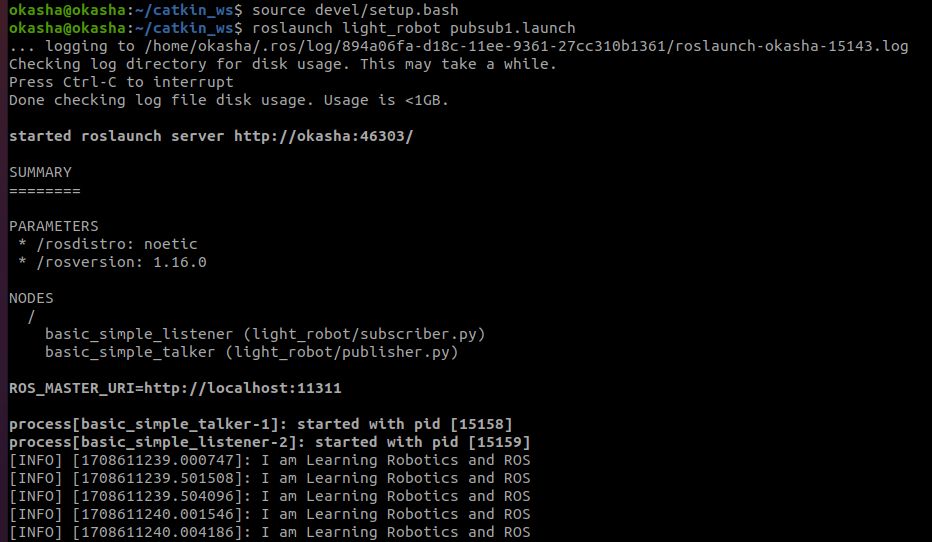 okasha@okasha:~/catkin_ws$ source devel/setup.bash
okasha@okasha:~/catkin_ws$ roslaunch light_robot pubsub1.launch
... logging to /home/okasha/.ros/log/894a06fa-d18c-11ee-9361-27cc310b1361/roslaunch-okasha-15143.log
Checking log directory for disk usage. This may take a while.
Press Ctrl-C to interrupt
Done checking log file disk usage. Usage is <1GB.

started roslaunch server http://okasha:46303/

SUMMARY
========

PARAMETERS
 * /rosdistro: noetic
 * /rosversion: 1.16.0

NODES
  /
    basic_simple_listener (light_robot/subscriber.py)
    basic_simple_talker (light_robot/publisher.py)

ROS_MASTER_URI=http://localhost:11311

process[basic_simple_talker-1]: started with pid [15158]
process[basic_simple_listener-2]: started with pid [15159]
[INFO] [1708611239.000747]: I am Learning Robotics and ROS
[INFO] [1708611239.501508]: I am Learning Robotics and ROS
[INFO] [1708611239.504096]: I am Learning Robotics and ROS
[INFO] [1708611240.001546]: I am Learning Robotics and ROS
[INFO] [1708611240.004186]: I am Learning Robotics and ROS